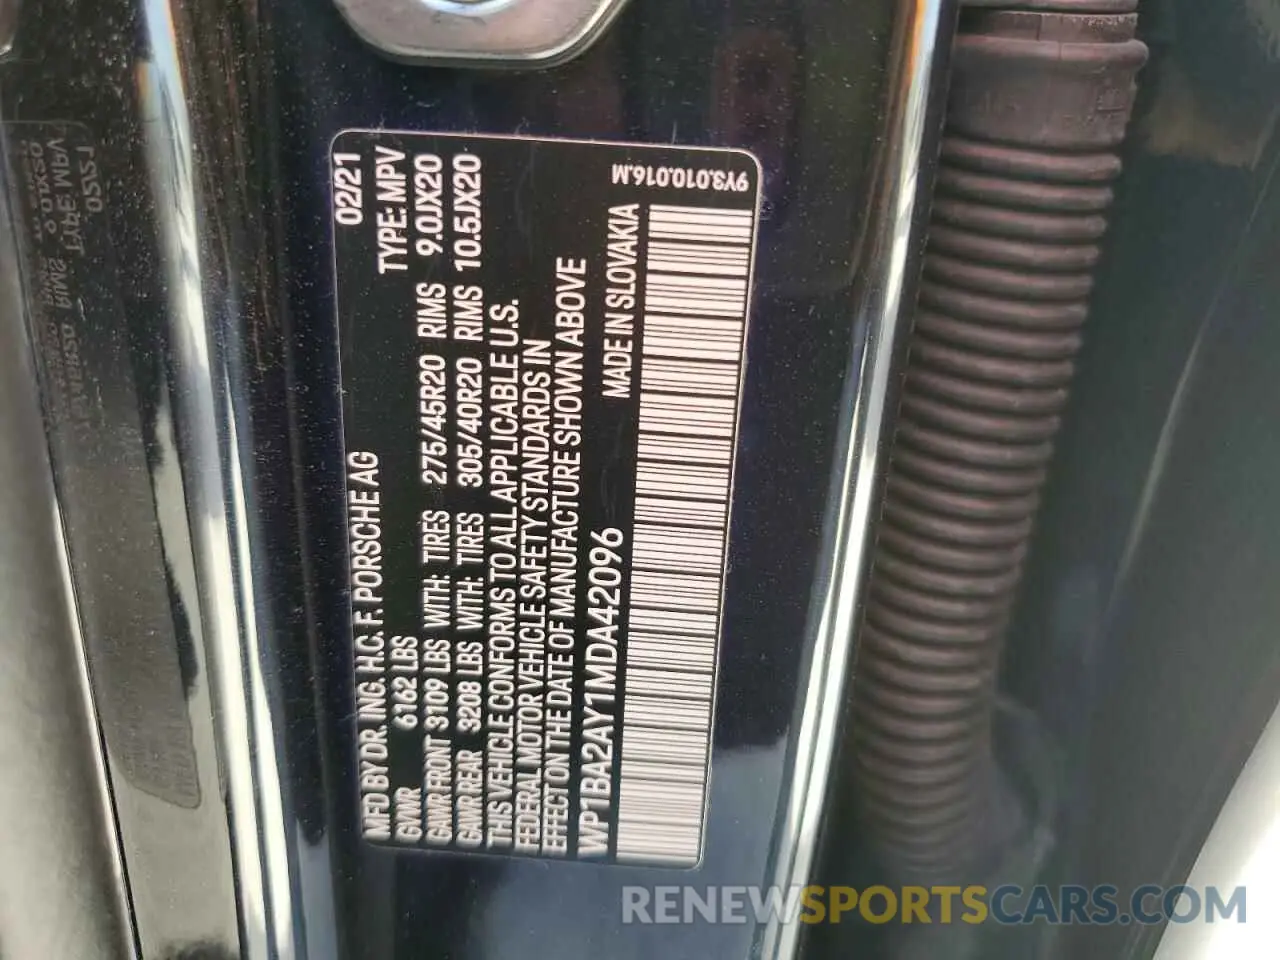 MFD BY DR. ING. H.C. F. PORSCHE AG 02/21
GVWR 6162 LBS TYPE: MPV
GAWR FRONT 3109 LBS WITH: TIRES 275/45R20 RIMS 9.0JX20
GAWR REAR 3208 LBS WITH: TIRES 305/40R20 RIMS 10.5JX20
THIS VEHICLE CONFORMS TO ALL APPLICABLE U.S.
FEDERAL MOTOR VEHICLE SAFETY STANDARDS IN
EFFECT ON THE DATE OF MANUFACTURE SHOWN ABOVE
WP1BA2AY1MDA42096 MADE IN SLOVAKIA
9Y3.010.016.M
RENEWSPORTSCARS.COM